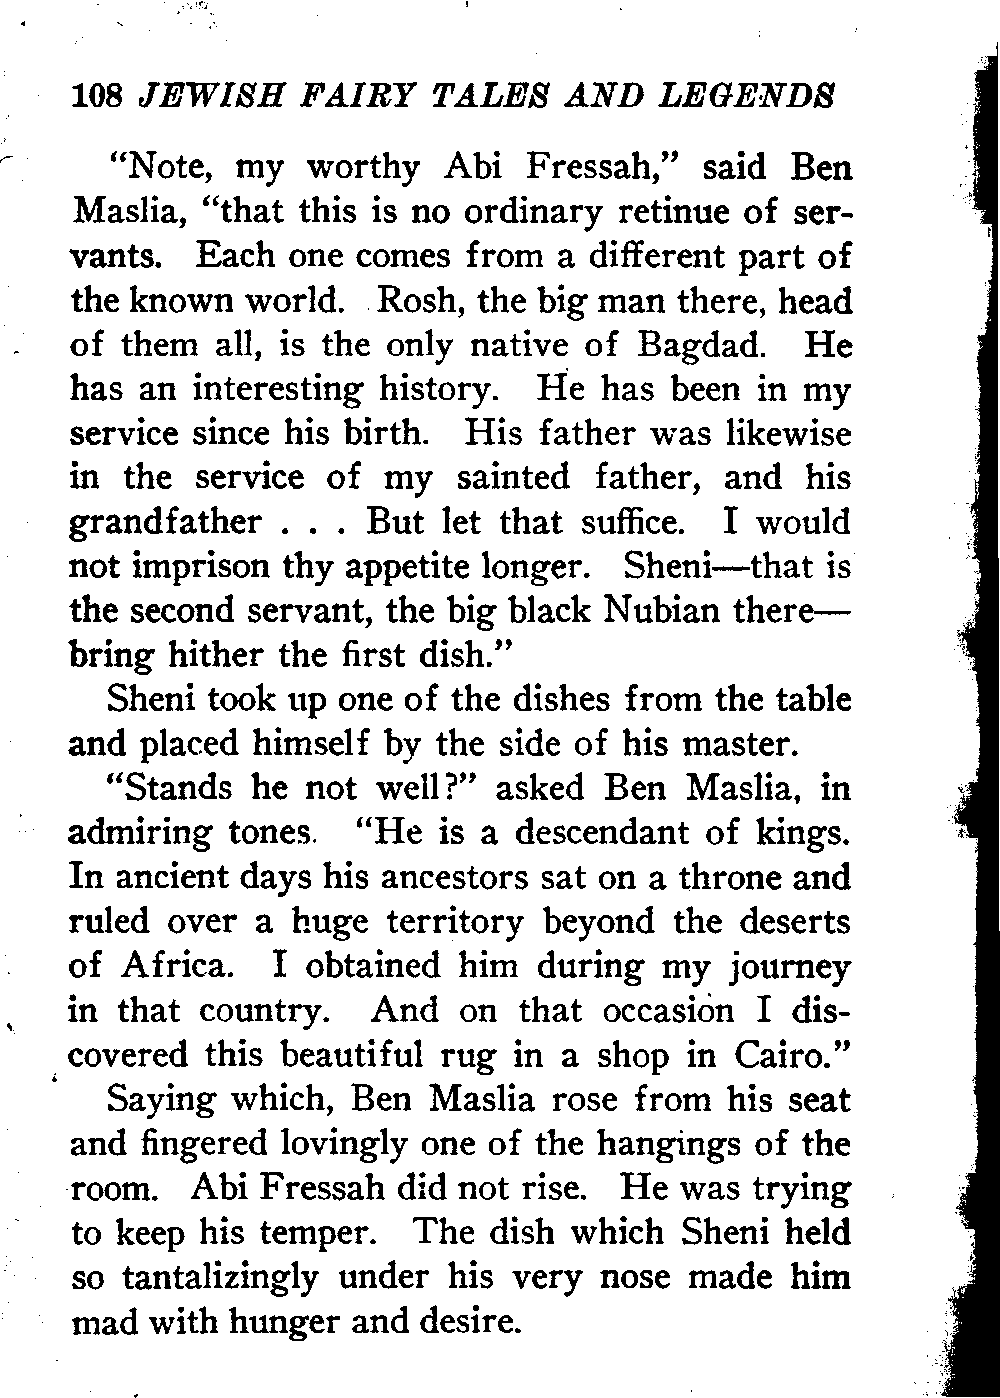 108 JEWISH FAIRY TALES AND LEGENDS
“Note, my worthy Abi Fressah,” said Ben
Maslia, “that this is no ordinary retinue of ser-
vants. Each one comes from a different part of
the known world. Rosh, the big man there, head
of them all, is the only native of Bagdad. He
has an interesting history. He has been in my
service since his birth. His father was likewise
in the service of my sainted father, and his
grandfather . . . But let that suffice. I would
not imprison thy appetite longer. Sheni—that is
the second servant, the big black Nubian there—
bring hither the first dish.”
Sheni took up one of the dishes from the table
and placed himself by the side of his master.
“Stands he not well?” asked Ben Maslia, in
admiring tones. “He is a descendant of kings.
In ancient days his ancestors sat on a throne and
ruled over a huge territory beyond the deserts
of Africa. I obtained him during my journey
in that country. And on that occasion I dis-
covered this beautiful rug in a shop in Cairo.”
Saying which, Ben Maslia rose from his seat
and fingered lovingly one of the hangings of the
room. Abi Fressah did not rise. He was trying
to keep his temper. The dish which Sheni held
so tantalizingly under his very nose made him
mad with hunger and desire.